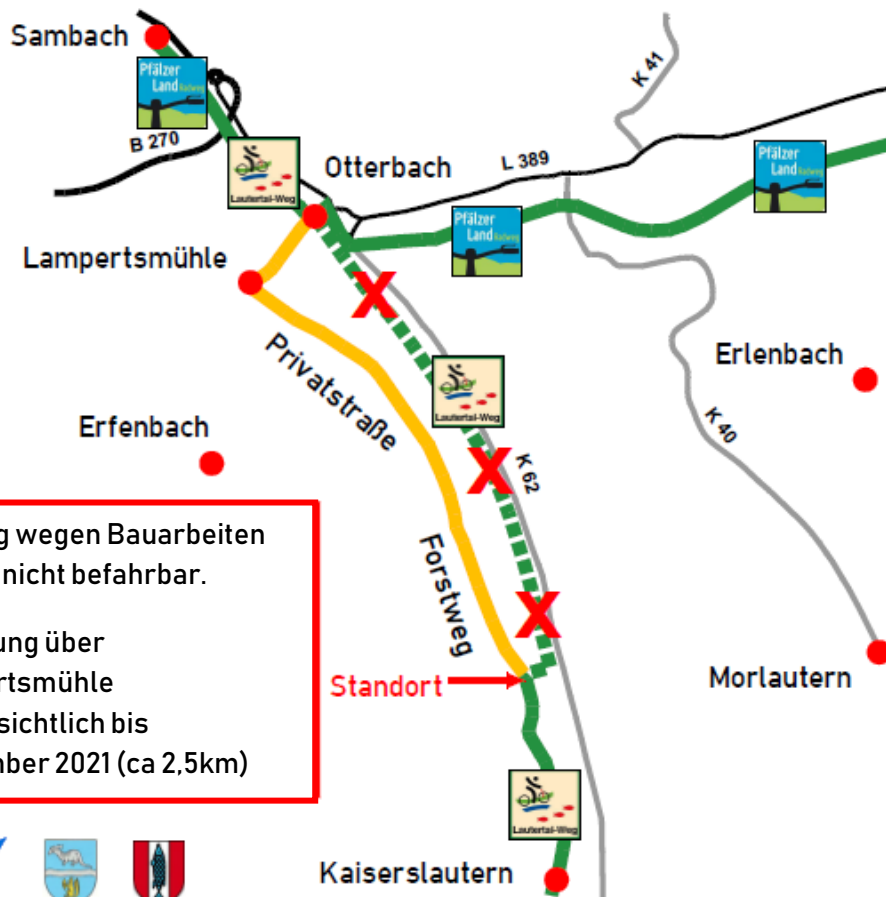 Sambach
Pfälzer
Land Radweg
B 270
K 41
Lautertal-Weg
Otterbach
L 389
Pfälzer
Land Radweg
Pfälzer
Land Radweg
Lampertsmühle
Privatstraße
Lautertal-Weg
Erlenbach
Erfenbach
K 62
K 40
g wegen Bauarbeiten
nicht befahrbar.
Forstweg
ung über
rtsmühle
sichtlich bis
mber 2021 (ca 2,5km)
Standort
Morlautern
Lautertal-Weg
Kaiserslautern